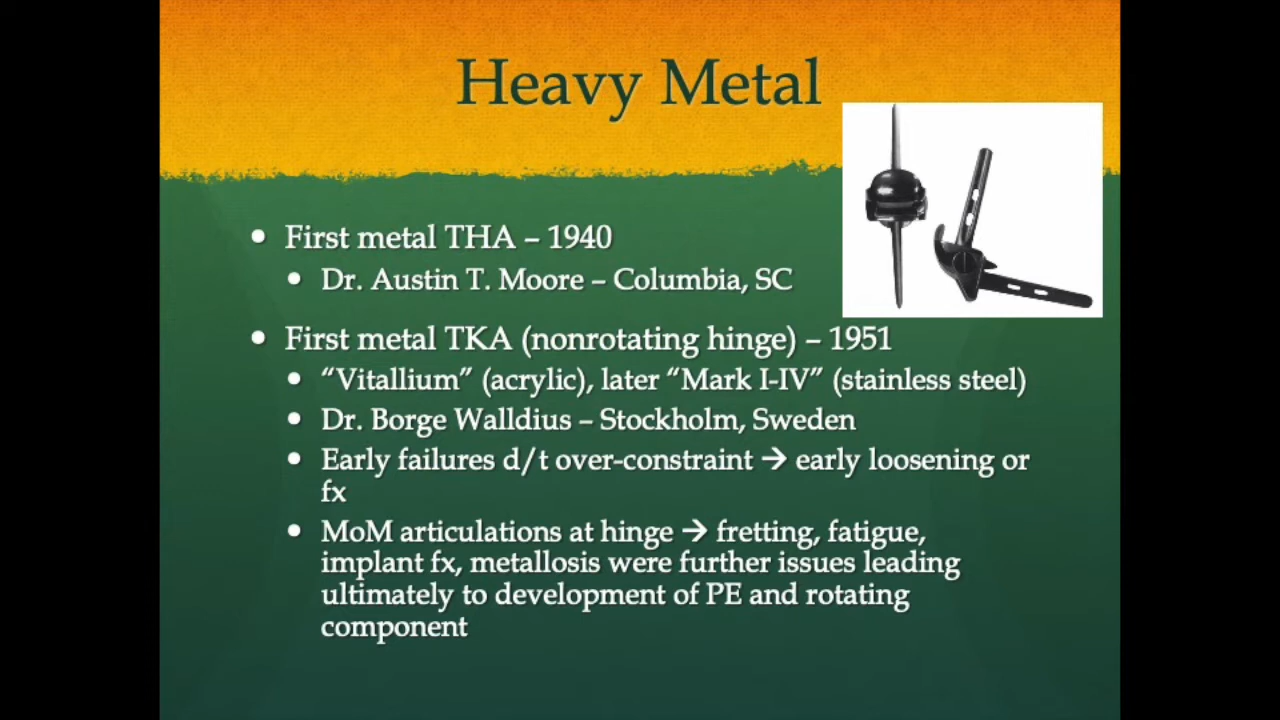 Heavy Metal
• First metal THA – 1940
• Dr. Austin T. Moore – Columbia, SC
• First metal TKA (nonrotating hinge) – 1951
• “Vitallium” (acrylic), later “Mark I-IV” (stainless steel)
• Dr. Borge Walldius – Stockholm, Sweden
• Early failures d/t over-constraint → early loosening or
fx
• MoM articulations at hinge → fretting, fatigue,
implant fx, metallosis were further issues leading
ultimately to development of PE and rotating
component